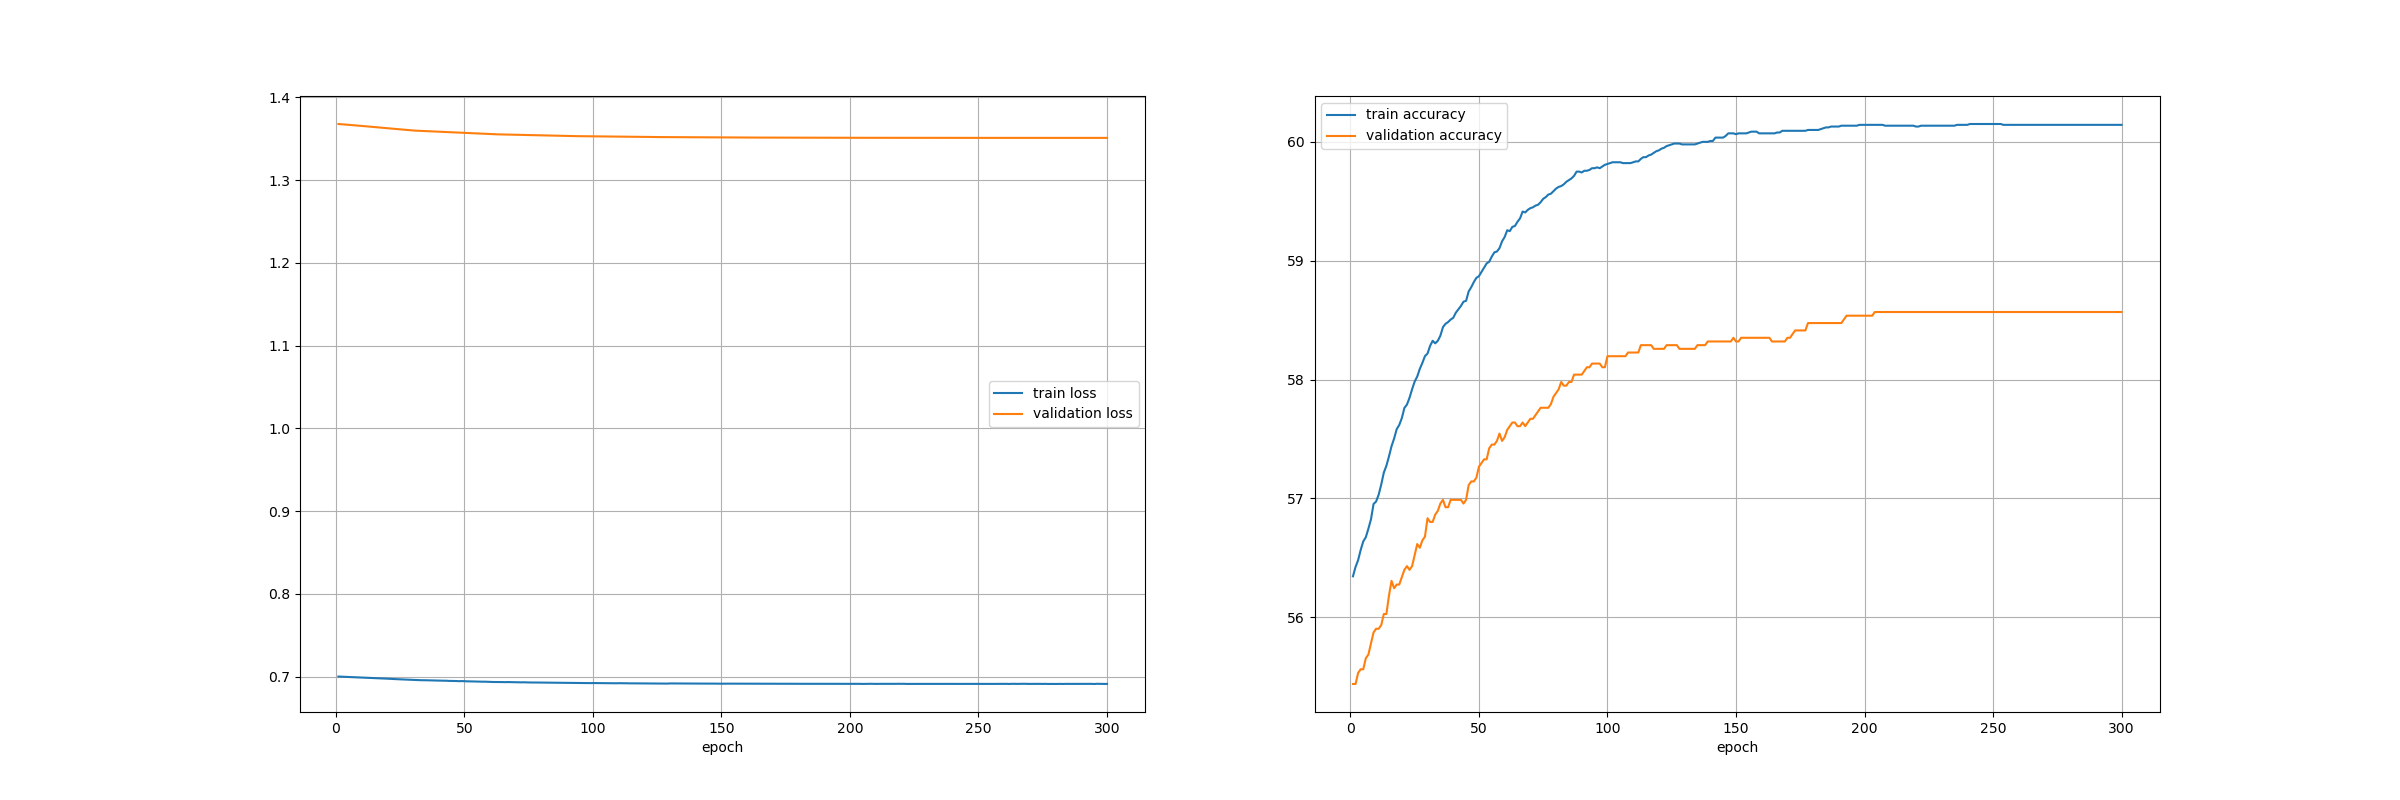 1.4
1.3
1.2
1.1
1.0
0.9
0.8
0.7
train loss
validation loss
0 50 100 150 200 250 300
epoch
train accuracy
validation accuracy
60
59
58
57
56
0 50 100 150 200 250 300
epoch